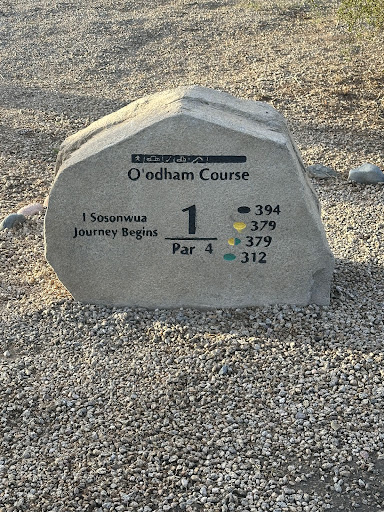 O'odham Course
I Sosonwua
Journey Begins
1
Par 4
394
379
379
312